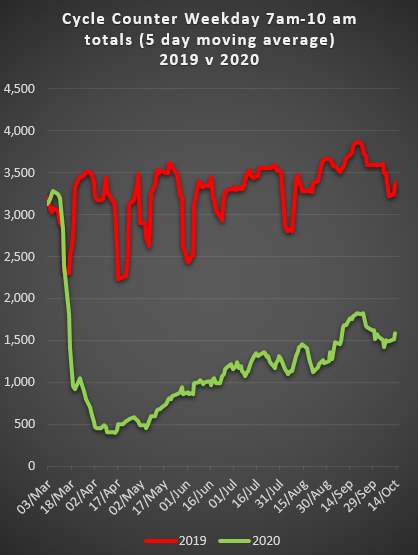 Cycle Counter Weekday 7am-10 am
totals (5 day moving average)
2019 v 2020
4,500
4,000
3,500
3,000
2,500
2,000
1,500
1,000
500
0
03/Mar
18/Mar
02/Apr
17/Apr
02/May
17/May
01/Jun
16/Jun
01/Jul
16/Jul
31/Jul
15/Aug
30/Aug
14/Sep
29/Sep
14/Oct
2019
2020